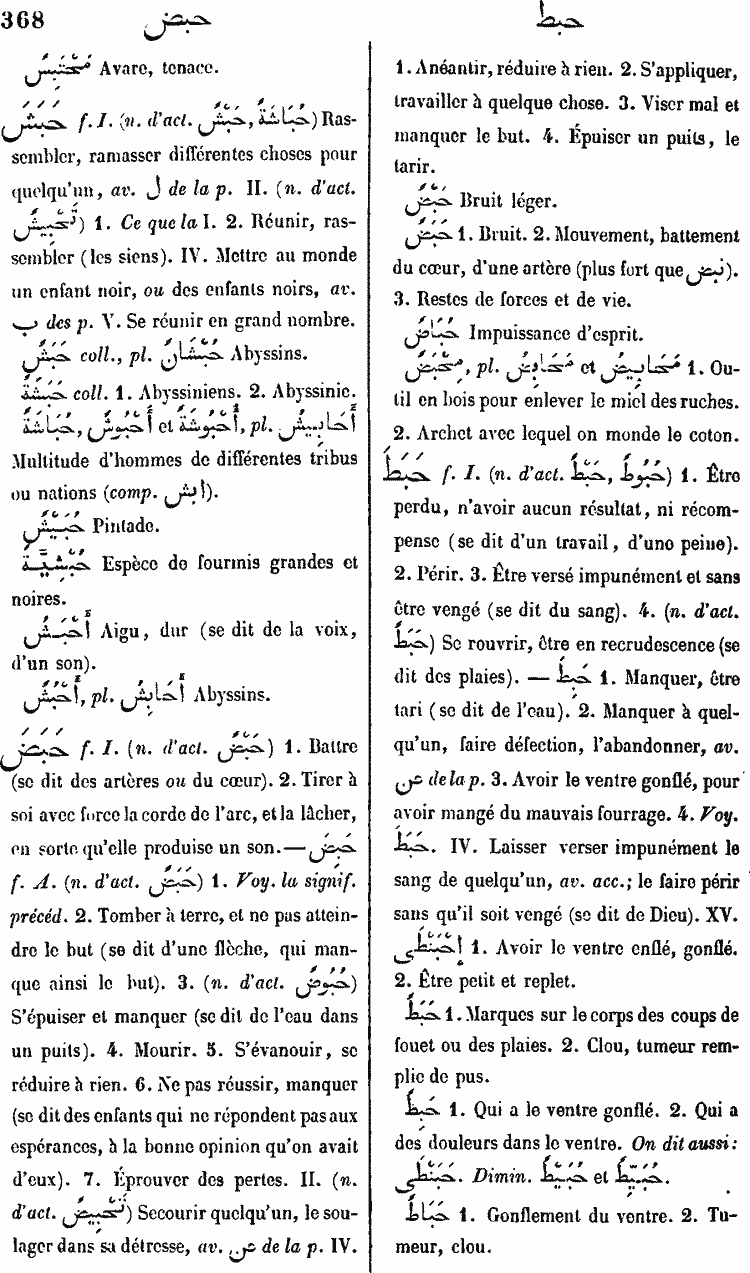 368
حبض
حبط
مُحْتَبِشٌ Avare, tenace.
حَبَشَ f. I. (n. d'act. حَبْشٌ, حُبَاشَةٌ) Ras-
sembler, ramasser différentes choses pour
quelqu'un, av. ل de la p. II. (n. d'act.
تَحْبِيشٌ) 1. Ce que la I. 2. Réunir, ras-
sembler (les siens). IV. Mettre au monde
un enfant noir, ou des enfants noirs, av.
ب des p. V. Se réunir en grand nombre.
حَبَشٌ coll., pl. حُبْشَانٌ Abyssins.
حَبَشَةٌ coll. 1. Abyssiniens. 2. Abyssinie.
حُبَاشَةٌ, أُحْبُوشٌ et أُحْبُوشَةٌ, pl. أَحَابِيشُ
Multitude d'hommes de différentes tribus
ou nations (comp. ابش).
حُبَيْشٌ Pintade.
حَبَشِيَّةٌ Espèce de fourmis grandes et
noires.
أَحْبَشُ Aigu, dur (se dit de la voix,
d'un son).
أَحْبُشٌ, pl. أَحَابِشُ Abyssins.
حَبَضَ f. I. (n. d'act. حَبْضٌ) 1. Battre
(se dit des artères ou du cœur). 2. Tirer à
soi avec force la corde de l'arc, et la lâcher,
en sorte qu'elle produise un son.—حَبِضَ
f. A. (n. d'act. حَبَضٌ) 1. Voy. la signif.
précéd. 2. Tomber à terre, et ne pas attein-
dre le but (se dit d'une flèche, qui man-
que ainsi le but). 3. (n. d'act. حُبُوضٌ)
S'épuiser et manquer (se dit de l'eau dans
un puits). 4. Mourir. 5. S'évanouir, se
réduire à rien. 6. Ne pas réussir, manquer
(se dit des enfants qui ne répondent pas aux
espérances, à la bonne opinion qu'on avait
d'eux). 7. Éprouver des pertes. II. (n.
d'act. تَحْبِيضٌ) Secourir quelqu'un, le sou-
lager dans sa détresse, av. عن de la p. IV.
1. Anéantir, réduire à rien. 2. S'appliquer,
travailler à quelque chose. 3. Viser mal et
manquer le but. 4. Épuiser un puits, le
tarir.
حَبْضٌ Bruit léger.
حَبَضٌ 1. Bruit. 2. Mouvement, battement
du cœur, d'une artère (plus fort que نبض).
3. Restes de forces et de vie.
حُبَاضٌ Impuissance d'esprit.
مِحْبَضٌ, pl. مَحَابِضُ et مَحَابِيضُ 1. Ou-
til en bois pour enlever le miel des ruches.
2. Archet avec lequel on monde le coton.
حَبَطَ f. I. (n. d'act. حَبْطٌ, حُبُوطٌ) 1. Être
perdu, n'avoir aucun résultat, ni récom-
pense (se dit d'un travail, d'une peine).
2. Périr. 3. Être versé impunément et sans
être vengé (se dit du sang). 4. (n. d'act.
حَبَطٌ) Se rouvrir, être en recrudescence (se
dit des plaies). — حَبِطَ 1. Manquer, être
tari (se dit de l'eau). 2. Manquer à quel-
qu'un, faire défection, l'abandonner, av.
عن de la p. 3. Avoir le ventre gonflé, pour
avoir mangé du mauvais fourrage. 4. Voy.
حَبَطَ. IV. Laisser verser impunément le
sang de quelqu'un, av. acc.; le faire périr
sans qu'il soit vengé (se dit de Dieu). XV.
إِحْبَنْطَى 1. Avoir le ventre enflé, gonflé.
2. Être petit et replet.
حَبَطٌ 1. Marques sur le corps des coups de
fouet ou des plaies. 2. Clou, tumeur rem-
plie de pus.
حَبِطٌ 1. Qui a le ventre gonflé. 2. Qui a
des douleurs dans le ventre. On dit aussi:
حَبَنْطَى. Dimin. حُبَيْنِطٌ et حُبَيِّطٌ.
حُبَاطٌ 1. Gonflement du ventre. 2. Tu-
meur, clou.